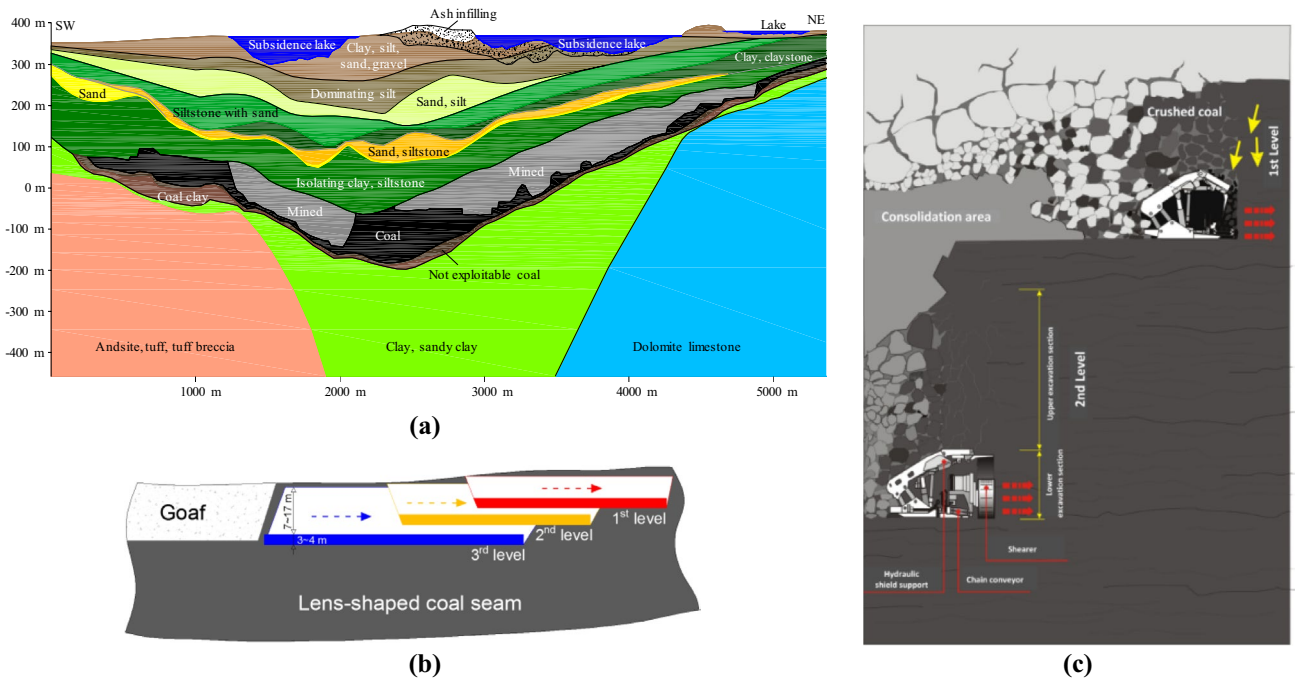 400 m
300 m
200 m
100 m
0 m
-100 m
-200 m
-300 m
-400 m
SW
NE
Ash infilling
Lake
Subsidence lake
Clay, silt,
sand, gravel
Subsidence lake
Clay, claystone
Dominating silt
Sand
Sand, silt
Siltstone with sand
Sand, siltstone
Isolating clay, siltstone
Mined
Coal clay
Mined
Coal
Not exploitable coal
Andsite, tuff, tuff breccia
Clay, sandy clay
Dolomite limestone
1000 m
2000 m
3000 m
4000 m
5000 m
(a)
Goaf
7~17 m
3~4 m
1st level
2nd level
3rd level
Lens-shaped coal seam
(b)
Crushed coal
1st Level
Consolidation area
Upper excavation section
2nd Level
Lower
excavation section
Shearer
Hydraulic
shield support
Chain conveyor
(c)